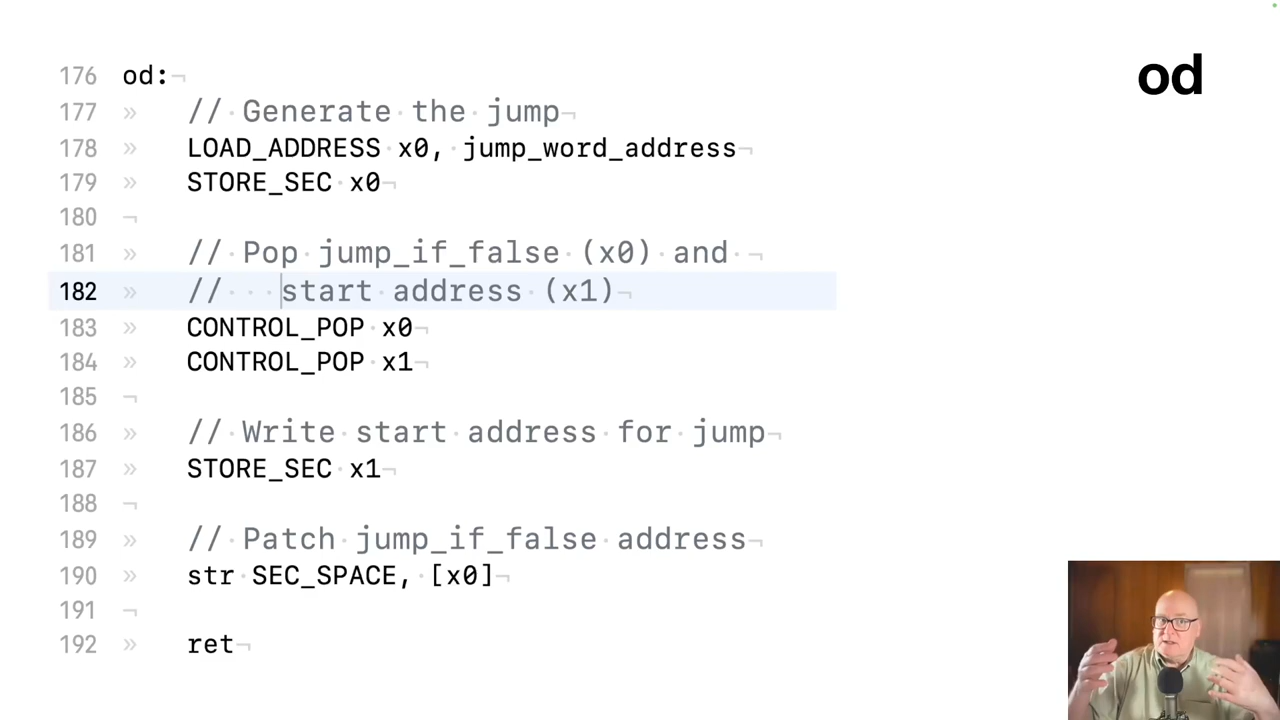 od
176 od:¬
177 » // · Generate · the · jump¬
178 » LOAD_ADDRESS · x0, · jump_word_address¬
179 » STORE_SEC · x0¬
180 ¬
181 » // · Pop · jump_if_false · (x0) · and · ¬
182 » // · · · start · address · (x1)¬
183 » CONTROL_POP · x0¬
184 » CONTROL_POP · x1¬
185 ¬
186 » // · Write · start · address · for · jump¬
187 » STORE_SEC · x1¬
188 ¬
189 » // · Patch · jump_if_false · address¬
190 » str · SEC_SPACE, · [x0]¬
191 ¬
192 » ret¬